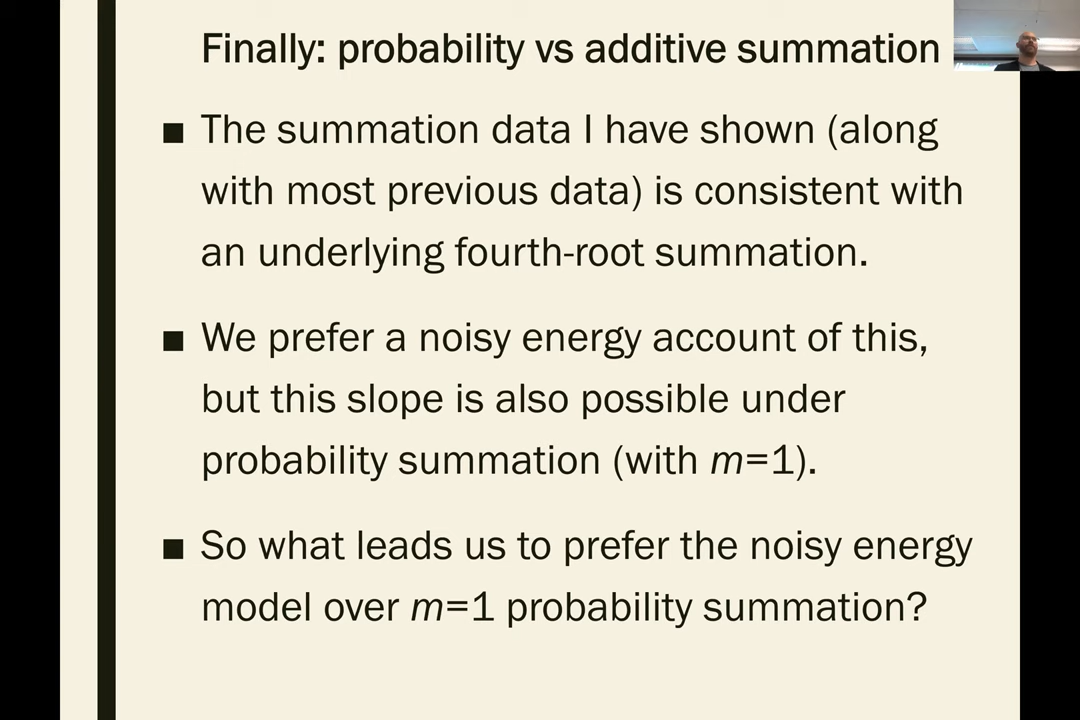 Finally: probability vs additive summation
■ The summation data I have shown (along
with most previous data) is consistent with
an underlying fourth-root summation.
■ We prefer a noisy energy account of this,
but this slope is also possible under
probability summation (with m=1).
■ So what leads us to prefer the noisy energy
model over m=1 probability summation?